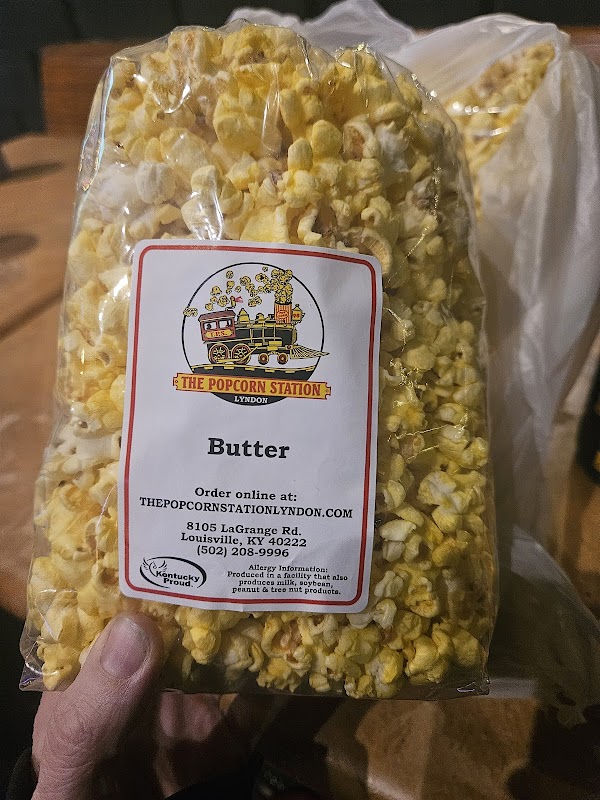 T.P.S.
THE POPCORN STATION
LYNDON
Butter
Order online at:
THEPOPCORNSTATIONLYNDON.COM
8105 LaGrange Rd.
Louisville, KY 40222
(502) 208-9996
Kentucky
Proud.
Allergy Information:
Produced in a facility that also
produces milk, soybean,
peanut & tree nut products.